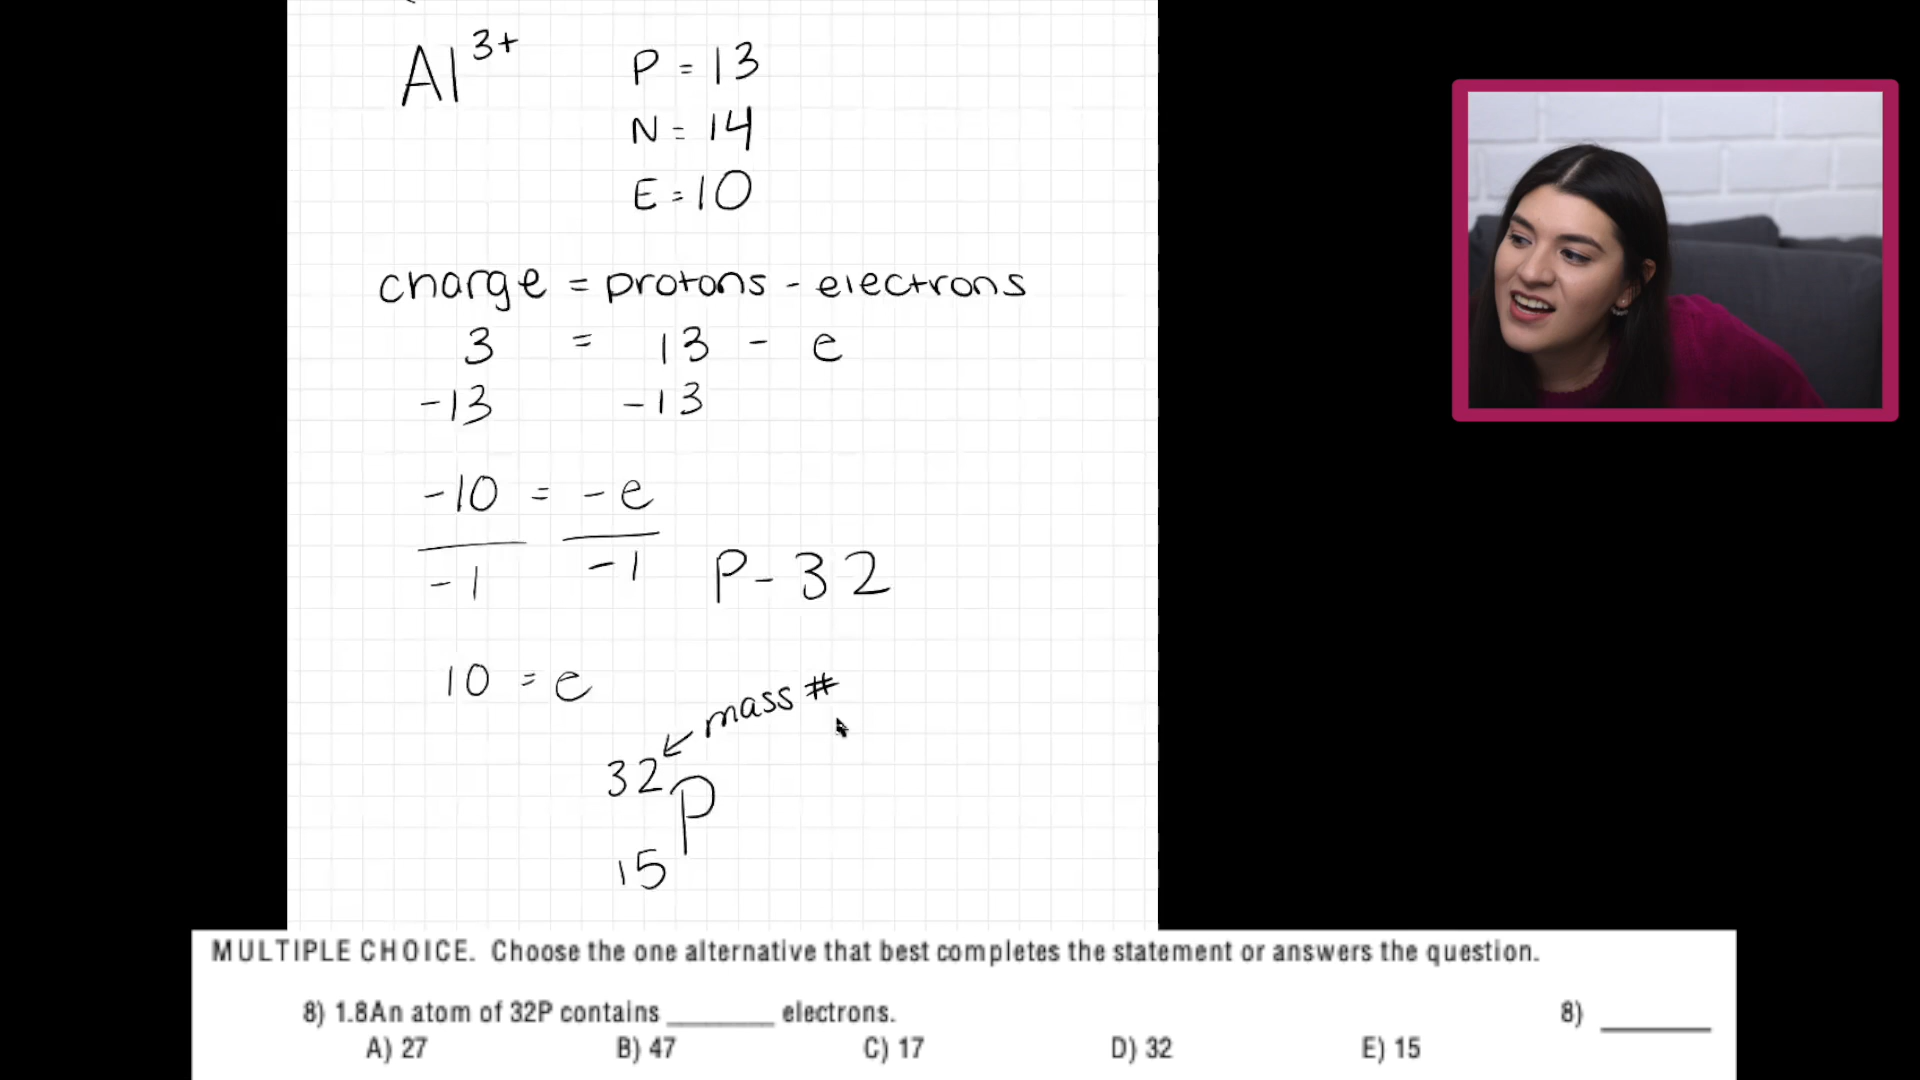 Al3+
P = 13
N = 14
E = 10
charge = protons - electrons
3 = 13 - e
-13 -13
-10 = -e
-1 -1
P-32
10 = e
mass #
32
P
15
MULTIPLE CHOICE. Choose the one alternative that best completes the statement or answers the question.
8) 1.8An atom of 32P contains ________ electrons. 8) ________
A) 27 B) 47 C) 17 D) 32 E) 15